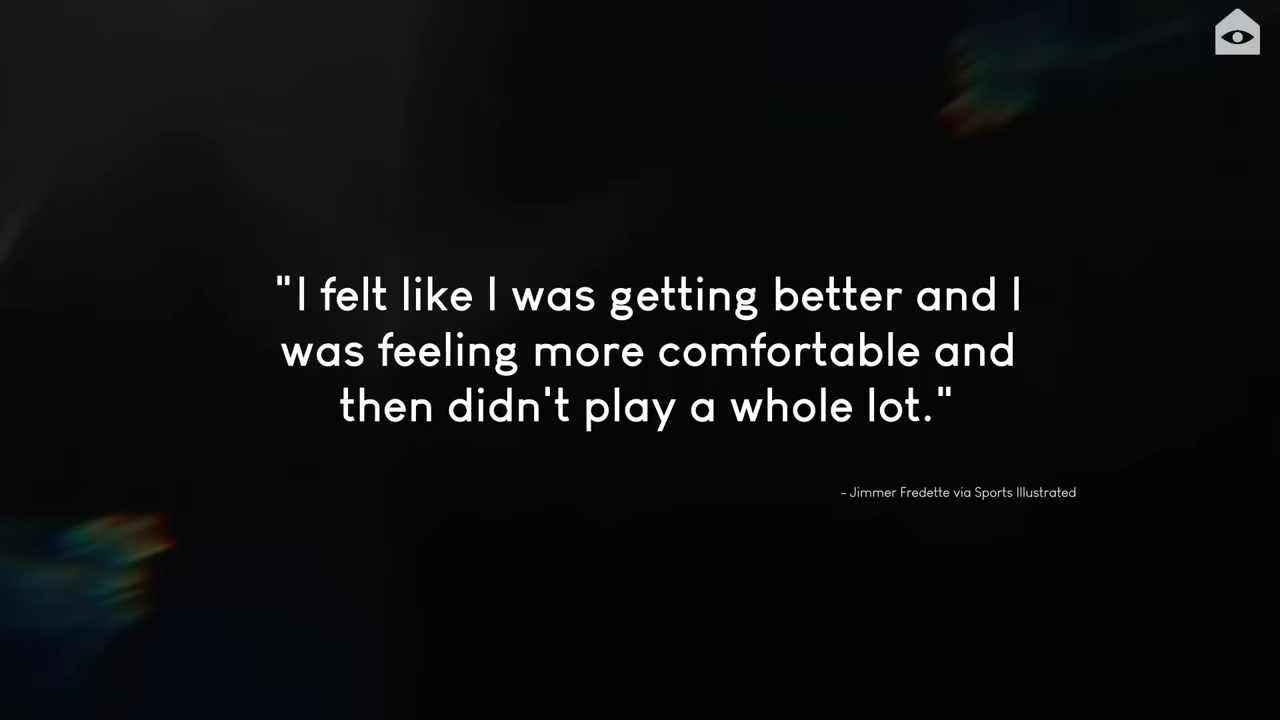 "I felt like I was getting better and I
was feeling more comfortable and
then didn't play a whole lot."
- Jimmer Fredette via Sports Illustrated